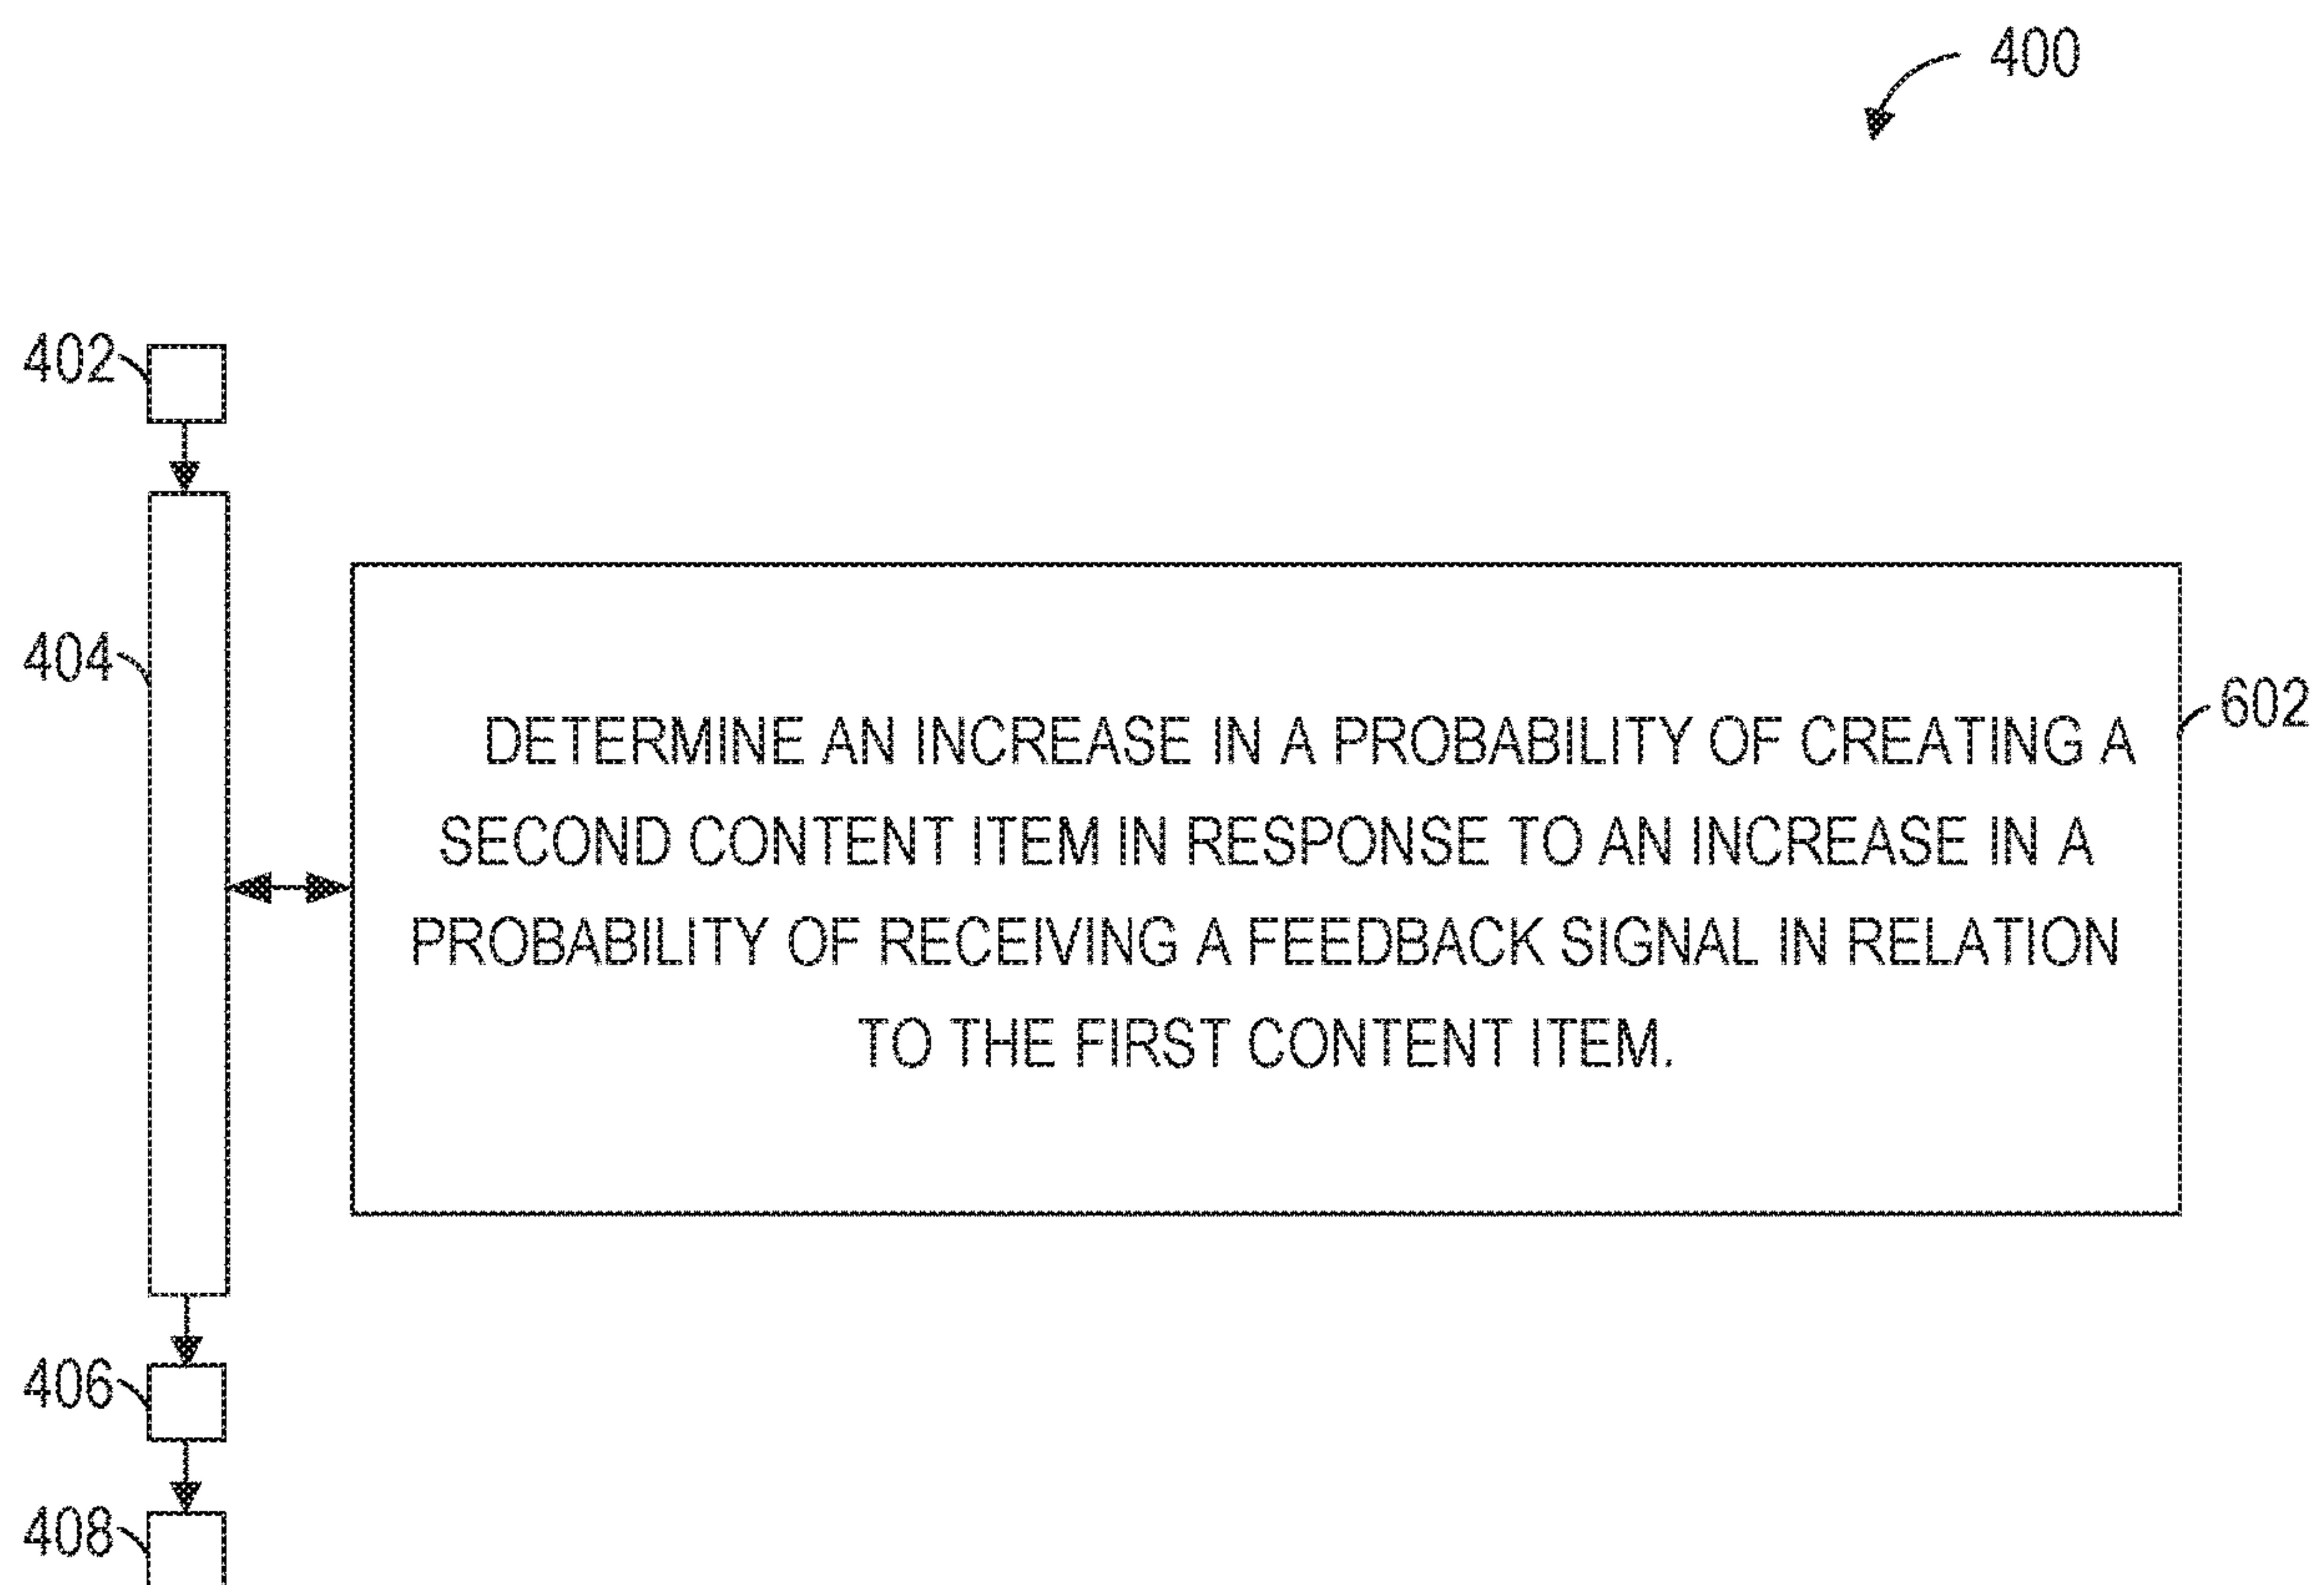 400
402
404
DETERMINE AN INCREASE IN A PROBABILITY OF CREATING A
SECOND CONTENT ITEM IN RESPONSE TO AN INCREASE IN A
PROBABILITY OF RECEIVING A FEEDBACK SIGNAL IN RELATION
TO THE FIRST CONTENT ITEM.
602
406
408